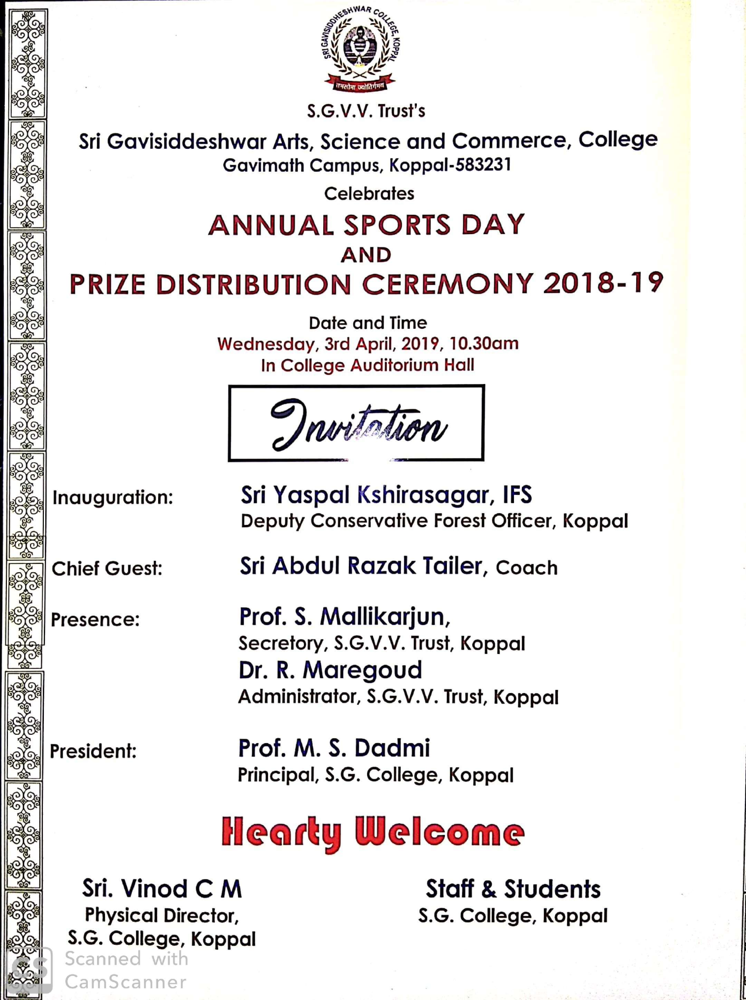 SRI GAVISIDDHESHWAR COLLEGE, KOPPAL
तमसोमा ज्योतिर्गमय
S.G.V.V. Trust's
Sri Gavisiddeshwar Arts, Science and Commerce, College
Gavimath Campus, Koppal-583231
Celebrates
ANNUAL SPORTS DAY
AND
PRIZE DISTRIBUTION CEREMONY 2018-19
Date and Time
Wednesday, 3rd April, 2019, 10.30am
In College Auditorium Hall
Invitation
Inauguration: Sri Yaspal Kshirasagar, IFS
Deputy Conservative Forest Officer, Koppal
Chief Guest: Sri Abdul Razak Tailer, Coach
Presence: Prof. S. Mallikarjun,
Secretory, S.G.V.V. Trust, Koppal
Dr. R. Maregoud
Administrator, S.G.V.V. Trust, Koppal
President: Prof. M. S. Dadmi
Principal, S.G. College, Koppal
Hearty Welcome
Sri. Vinod C M
Physical Director,
S.G. College, Koppal
Staff & Students
S.G. College, Koppal
CS
Scanned with
CamScanner